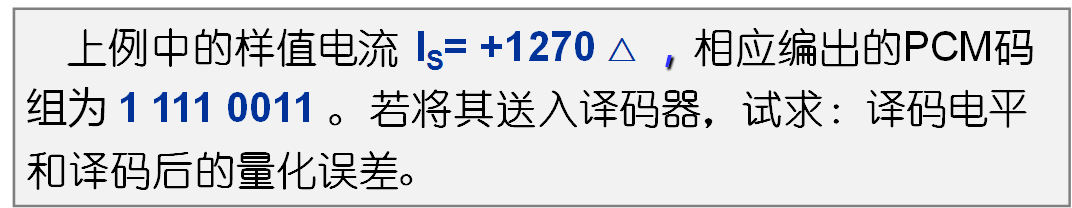 上例中的样值电流 Is= +1270 △ ,相应编出的PCM码
组为 1 111 0011 。若将其送入译码器，试求：译码电平
和译码后的量化误差。